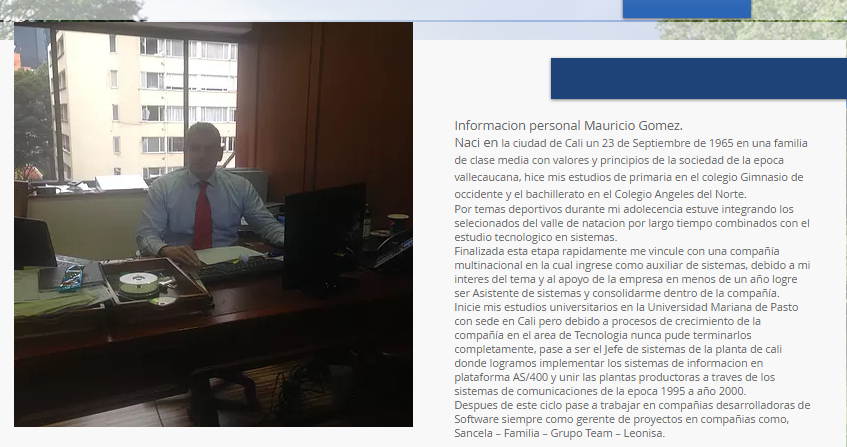 Informacion personal Mauricio Gomez.
Naci en la ciudad de Cali un 23 de Septiembre de 1965 en una familia
de clase media con valores y principios de la sociedad de la epoca
vallecaucana, hice mis estudios de primaria en el colegio Gimnasio de
occidente y el bachillerato en el Colegio Angeles del Norte.
Por temas deportivos durante mi adolecencia estuve integrando los
selecionados del valle de natacion por largo tiempo combinados con el
estudio tecnologico en sistemas.
Finalizada esta etapa rapidamente me vincule con una compañía
multinacional en la cual ingrese como auxiliar de sistemas, debido a mi
interes del tema y al apoyo de la empresa en menos de un año logre
ser Asistente de sistemas y consolidarme dentro de la compañía.
Inicie mis estudios universitarios en la Universidad Mariana de Pasto
con sede en Cali pero debido a procesos de crecimiento de la
compañía en el area de Tecnologia nunca pude terminarlos
completamente, pase a ser el Jefe de sistemas de la planta de cali
donde logramos implementar los sistemas de informacion en
plataforma AS/400 y unir las plantas productoras a traves de los
sistemas de comunicaciones de la epoca 1995 a año 2000.
Despues de este ciclo pase a trabajar en compañias desarrolladoras de
Software siempre como gerente de proyectos en compañias como,
Sancela – Familia – Grupo Team – Leonisa.